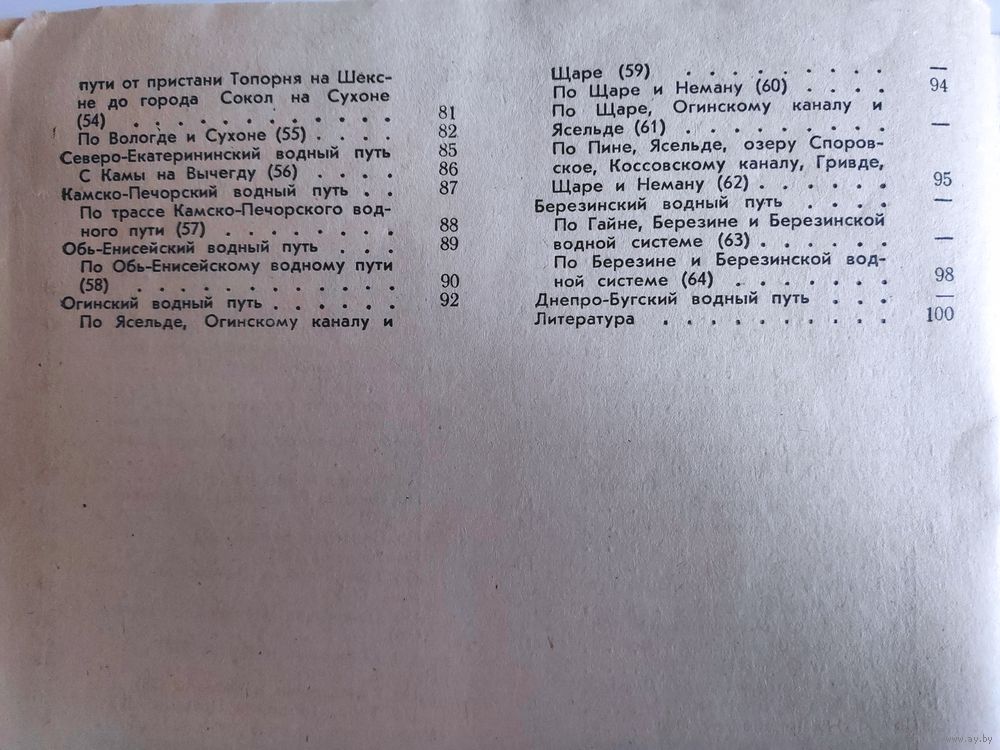 пути от пристани Топорня на Шекс-
не до города Сокол на Сухоне
(54) . . . . . . . . . . . . 81
По Вологде и Сухоне (55) . . . . 82
Северо-Екатерининский водный путь 85
С Камы на Вычегду (56) . . . . 86
Камско-Печорский водный путь . . 87
По трассе Камско-Печорского вод-
ного пути (57) . . . . . . . . 88
Обь-Енисейский водный путь . . . 89
По Обь-Енисейскому водному пути
(58) . . . . . . . . . . . . 90
Огинский водный путь . . . . . . 92
По Ясельде, Огинскому каналу и
Щаре (59) . . . . . . . . . —
По Щаре и Неману (60) . . . . 94
По Щаре, Огинскому каналу и
Ясельде (61) . . . . . . . . . —
По Пине, Ясельде, озеру Споров-
ское, Коссовскому каналу, Гривде,
Щаре и Неману (62) . . . . . . 95
Березинский водный путь . . . . —
По Гайне, Березине и Березинской
водной системе (63) . . . . . . —
По Березине и Березинской вод-
ной системе (64) . . . . . . . 98
Днепро-Бугский водный путь . . . —
Литература . . . . . . . . . . 100
www.ay.by